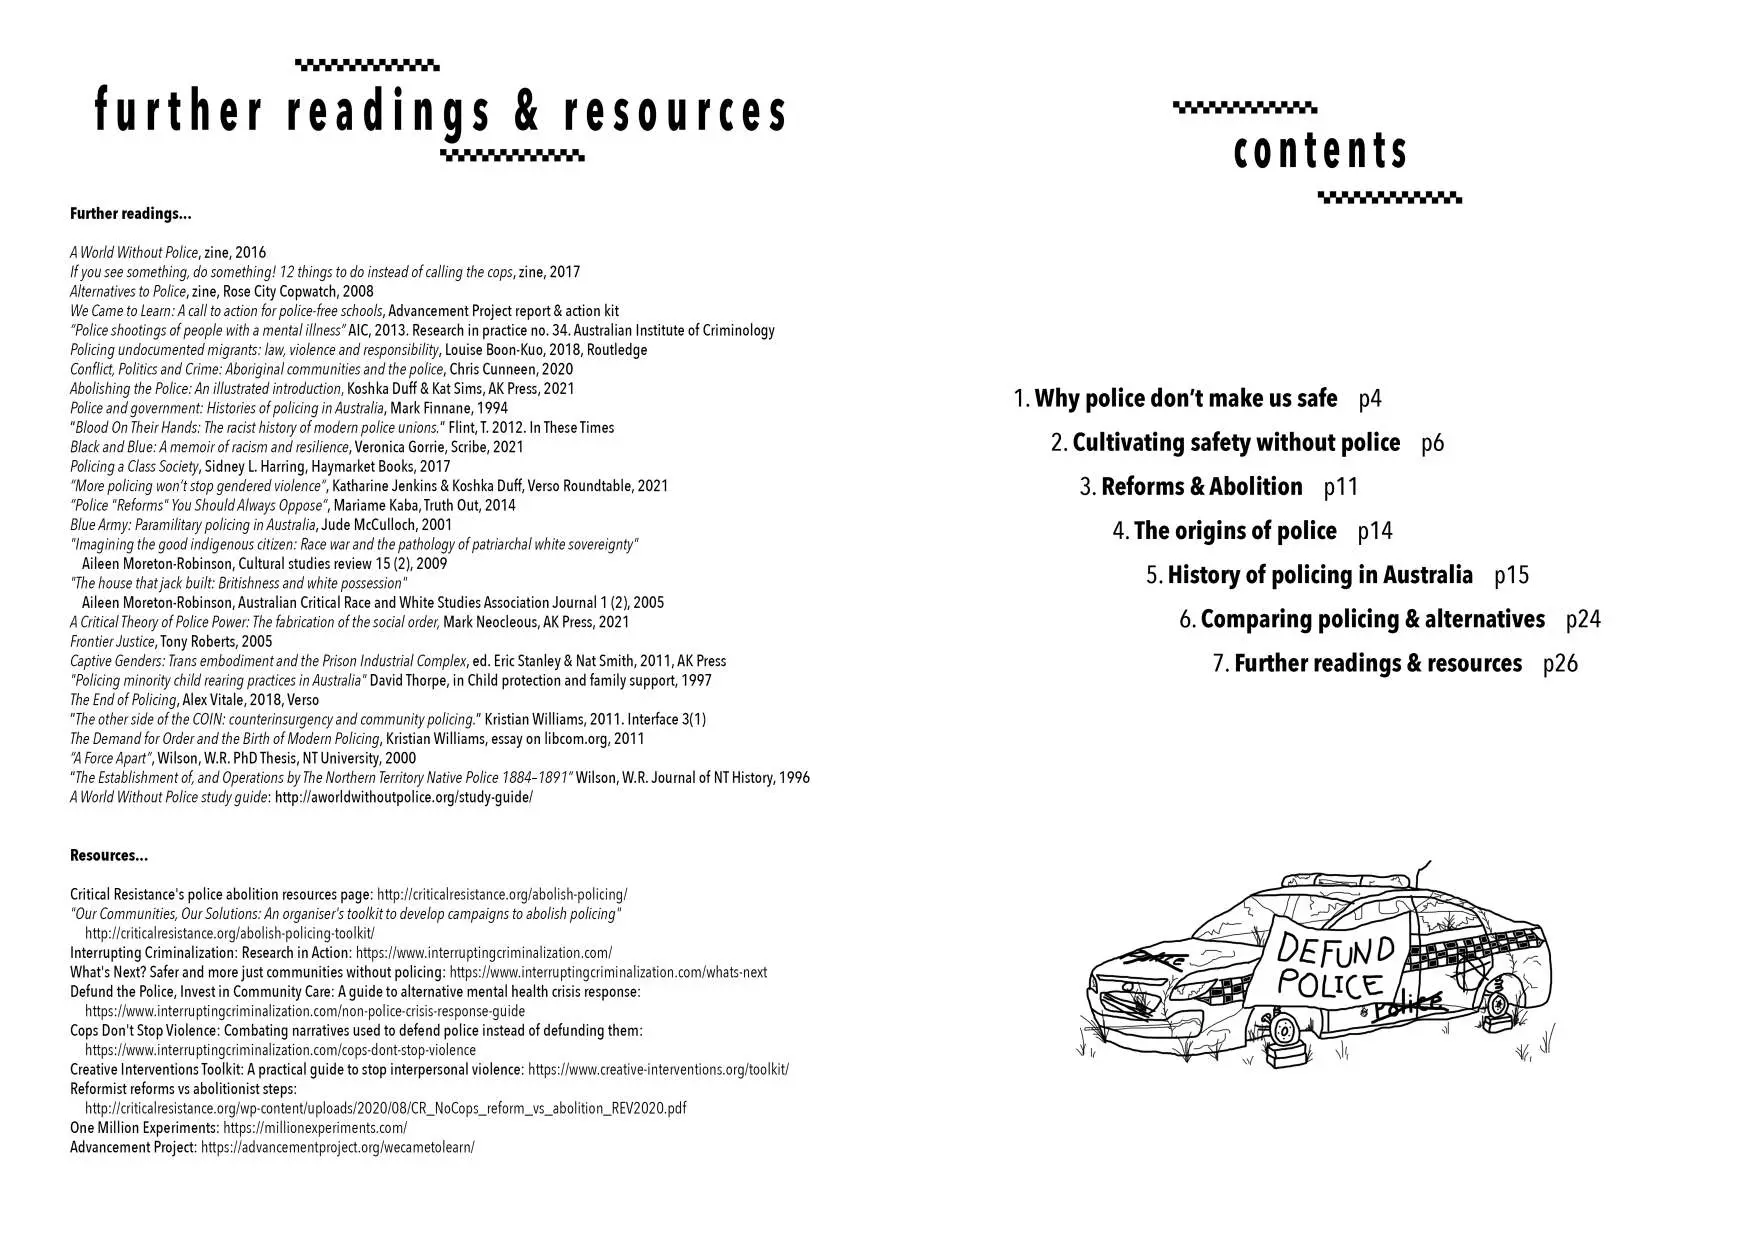 further readings & resources
Further readings...
A World Without Police, zine, 2016
If you see something, do something! 12 things to do instead of calling the cops, zine, 2017
Alternatives to Police, zine, Rose City Copwatch, 2008
We Came to Learn: A call to action for police-free schools, Advancement Project report & action kit
“Police shootings of people with a mental illness” AIC, 2013. Research in practice no. 34. Australian Institute of Criminology
Policing undocumented migrants: law, violence and responsibility, Louise Boon-Kuo, 2018, Routledge
Conflict, Politics and Crime: Aboriginal communities and the police, Chris Cunneen, 2020
Abolishing the Police: An illustrated introduction, Koshka Duff & Kat Sims, AK Press, 2021
Police and government: Histories of policing in Australia, Mark Finnane, 1994
"Blood On Their Hands: The racist history of modern police unions." Flint, T. 2012. In These Times
Black and Blue: A memoir of racism and resilience, Veronica Gorrie, Scribe, 2021
Policing a Class Society, Sidney L. Harring, Haymarket Books, 2017
“More policing won’t stop gendered violence”, Katharine Jenkins & Koshka Duff, Verso Roundtable, 2021
“Police "Reforms" You Should Always Oppose”, Mariame Kaba, Truth Out, 2014
Blue Army: Paramilitary policing in Australia, Jude McCulloch, 2001
"Imagining the good indigenous citizen: Race war and the pathology of patriarchal white sovereignty"
Aileen Moreton-Robinson, Cultural studies review 15 (2), 2009
"The house that jack built: Britishness and white possession"
Aileen Moreton-Robinson, Australian Critical Race and White Studies Association Journal 1 (2), 2005
A Critical Theory of Police Power: The fabrication of the social order, Mark Neocleous, AK Press, 2021
Frontier Justice, Tony Roberts, 2005
Captive Genders: Trans embodiment and the Prison Industrial Complex, ed. Eric Stanley & Nat Smith, 2011, AK Press
"Policing minority child rearing practices in Australia" David Thorpe, in Child protection and family support, 1997
The End of Policing, Alex Vitale, 2018, Verso
"The other side of the COIN: counterinsurgency and community policing." Kristian Williams, 2011. Interface 3(1)
The Demand for Order and the Birth of Modern Policing, Kristian Williams, essay on libcom.org, 2011
“A Force Apart”, Wilson, W.R. PhD Thesis, NT University, 2000
"The Establishment of, and Operations by The Northern Territory Native Police 1884–1891” Wilson, W.R. Journal of NT History, 1996
A World Without Police study guide: http://aworldwithoutpolice.org/study-guide/
Resources...
Critical Resistance's police abolition resources page: http://criticalresistance.org/abolish-policing/
"Our Communities, Our Solutions: An organiser's toolkit to develop campaigns to abolish policing"
http://criticalresistance.org/abolish-policing-toolkit/
Interrupting Criminalization: Research in Action: https://www.interruptingcriminalization.com/
What's Next? Safer and more just communities without policing: https://www.interruptingcriminalization.com/whats-next
Defund the Police, Invest in Community Care: A guide to alternative mental health crisis response:
https://www.interruptingcriminalization.com/non-police-crisis-response-guide
Cops Don't Stop Violence: Combating narratives used to defend police instead of defunding them:
https://www.interruptingcriminalization.com/cops-dont-stop-violence
Creative Interventions Toolkit: A practical guide to stop interpersonal violence: https://www.creative-interventions.org/toolkit/
Reformist reforms vs abolitionist steps:
http://criticalresistance.org/wp-content/uploads/2020/08/CR_NoCops_reform_vs_abolition_REV2020.pdf
One Million Experiments: https://millionexperiments.com/
Advancement Project: https://advancementproject.org/wecametolearn/
contents
1. Why police don’t make us safe p4
2. Cultivating safety without police p6
3. Reforms & Abolition p11
4. The origins of police p14
5. History of policing in Australia p15
6. Comparing policing & alternatives p24
7. Further readings & resources p26
Police
DEFUND
POLICE
Police